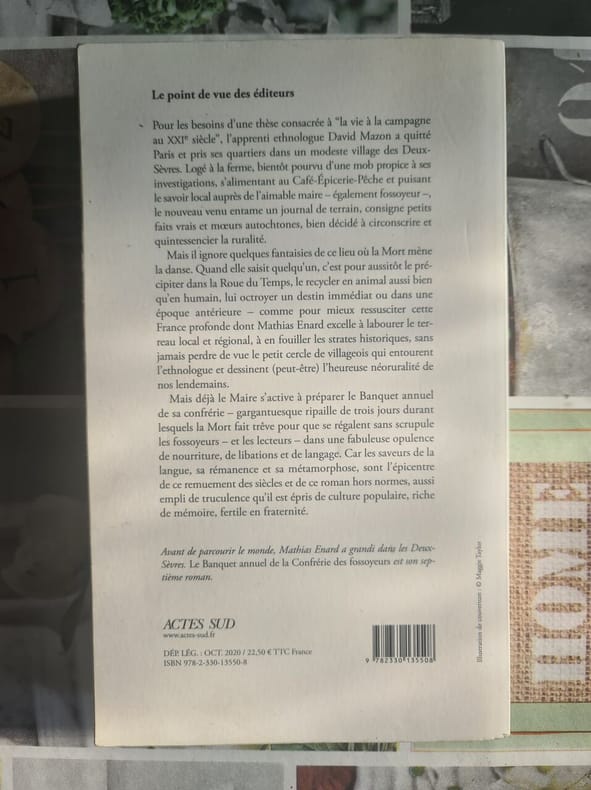 Le point de vue des éditeurs
Pour les besoins d'une thèse consacrée à "la vie à la campagne
au XXIe siècle", l'apprenti ethnologue David Mazon a quitté
Paris et pris ses quartiers dans un modeste village des Deux-
Sèvres. Logé à la ferme, bientôt pourvu d'une mob propice à ses
investigations, s'alimentant au Café-Épicerie-Pêche et puisant
le savoir local auprès de l'aimable maire – également fossoyeur –,
le nouveau venu entame un journal de terrain, consigne petits
faits vrais et mœurs autochtones, bien décidé à circonscrire et
quintessencier la ruralité.
Mais il ignore quelques fantaisies de ce lieu où la Mort mène
la danse. Quand elle saisit quelqu'un, c'est pour aussitôt le pré-
cipiter dans la Roue du Temps, le recycler en animal aussi bien
qu'en humain, lui octroyer un destin immédiat ou dans une
époque antérieure – comme pour mieux ressusciter cette
France profonde dont Mathias Enard excelle à labourer le ter-
reau local et régional, à en fouiller les strates historiques, sans
jamais perdre de vue le petit cercle de villageois qui entourent
l'ethnologue et dessinent (peut-être) l'heureuse néoruralité de
nos lendemains.
Mais déjà le Maire s'active à préparer le Banquet annuel
de sa confrérie – gargantuesque ripaille de trois jours durant
lesquels la Mort fait trêve pour que se régalent sans scrupule
les fossoyeurs – et les lecteurs – dans une fabuleuse opulence
de nourriture, de libations et de langage. Car les saveurs de la
langue, sa rémanence et sa métamorphose, sont l'épicentre
de ce remuement des siècles et de ce roman hors normes, aussi
empli de truculence qu'il est épris de culture populaire, riche
de mémoire, fertile en fraternité.
Avant de parcourir le monde, Mathias Enard a grandi dans les Deux-
Sèvres. Le Banquet annuel de la Confrérie des fossoyeurs est son sep-
tième roman.
ACTES SUD
www.actes-sud.fr
DÉP. LÉG. : OCT. 2020 / 22,50 € TTC France
ISBN 978-2-330-13550-8
9 782330 135508
Illustration de couverture : © Maggie Taylor
HOME